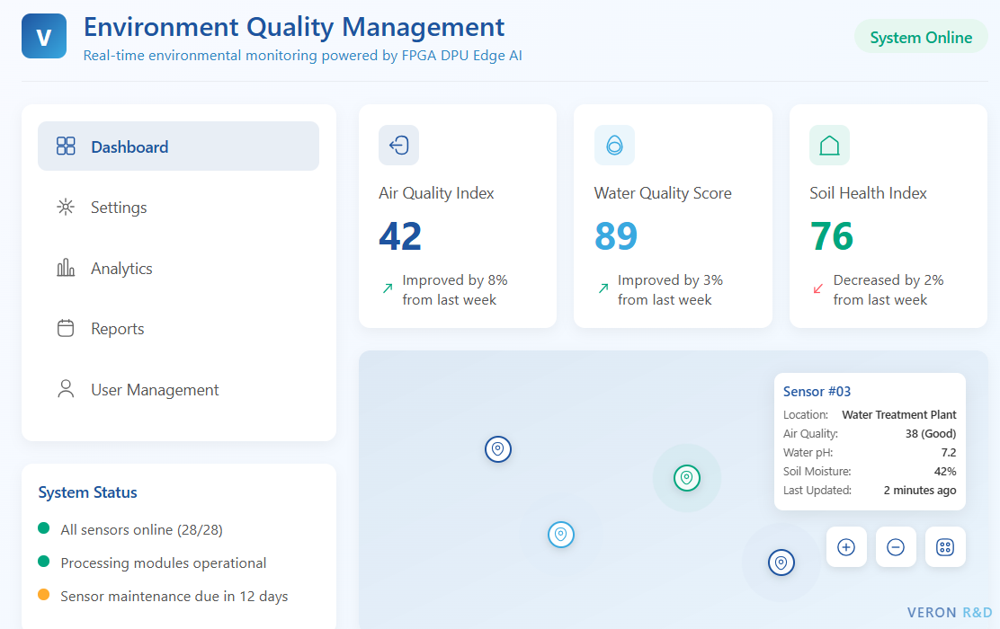 V
Environment Quality Management
Real-time environmental monitoring powered by FPGA DPU Edge AI
System Online
Dashboard
Settings
Analytics
Reports
User Management
System Status
All sensors online (28/28)
Processing modules operational
Sensor maintenance due in 12 days
Air Quality Index
42
Improved by 8%
from last week
Water Quality Score
89
Improved by 3%
from last week
Soil Health Index
76
Decreased by 2%
from last week
Sensor #03
Location: Water Treatment Plant
Air Quality: 38 (Good)
Water pH: 7.2
Soil Moisture: 42%
Last Updated: 2 minutes ago
VERON R&D